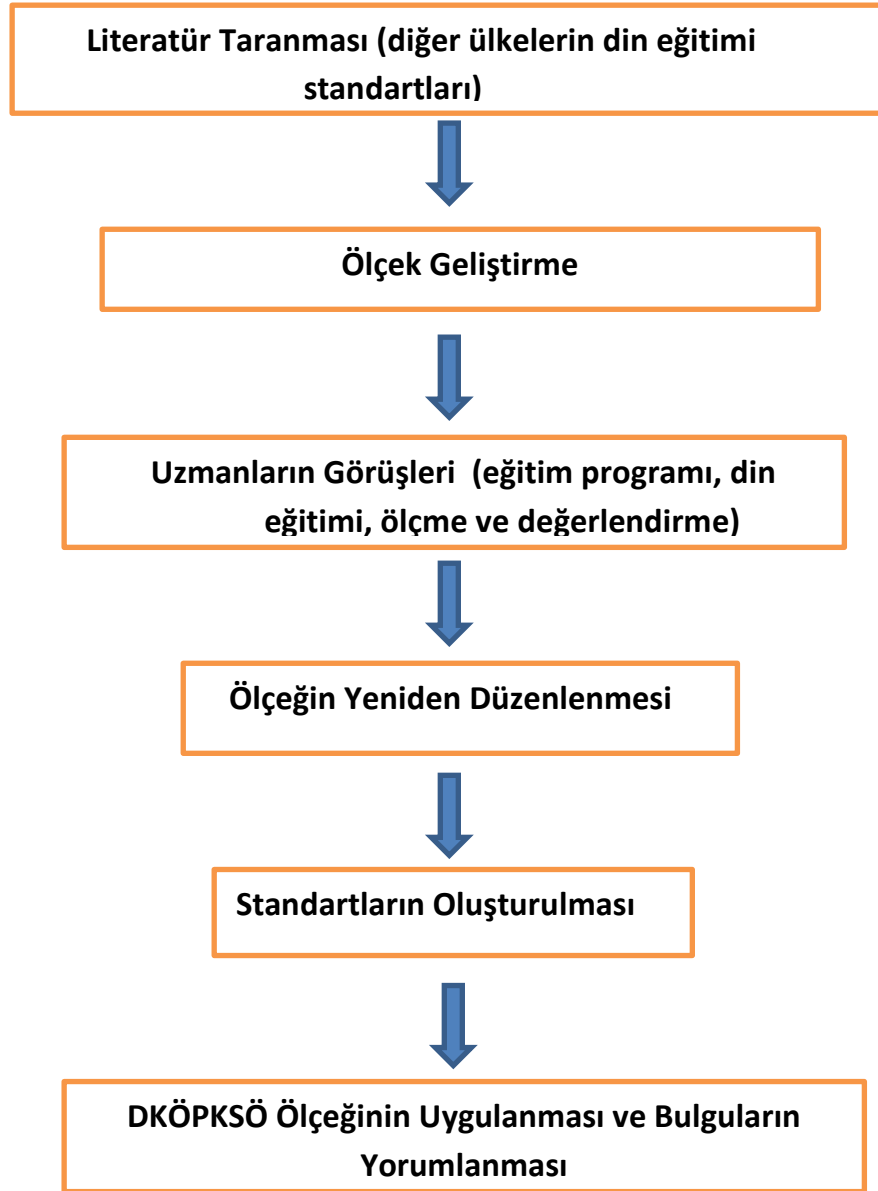 Literatür Taranması (diğer ülkelerin din eğitimi
standartları)
Ölçek Geliştirme
Uzmanların Görüşleri (eğitim programı, din
eğitimi, ölçme ve değerlendirme)
Ölçeğin Yeniden Düzenlenmesi
Standartların Oluşturulması
DKÖPKSÖ Ölçeğinin Uygulanması ve Bulguların
Yorumlanması